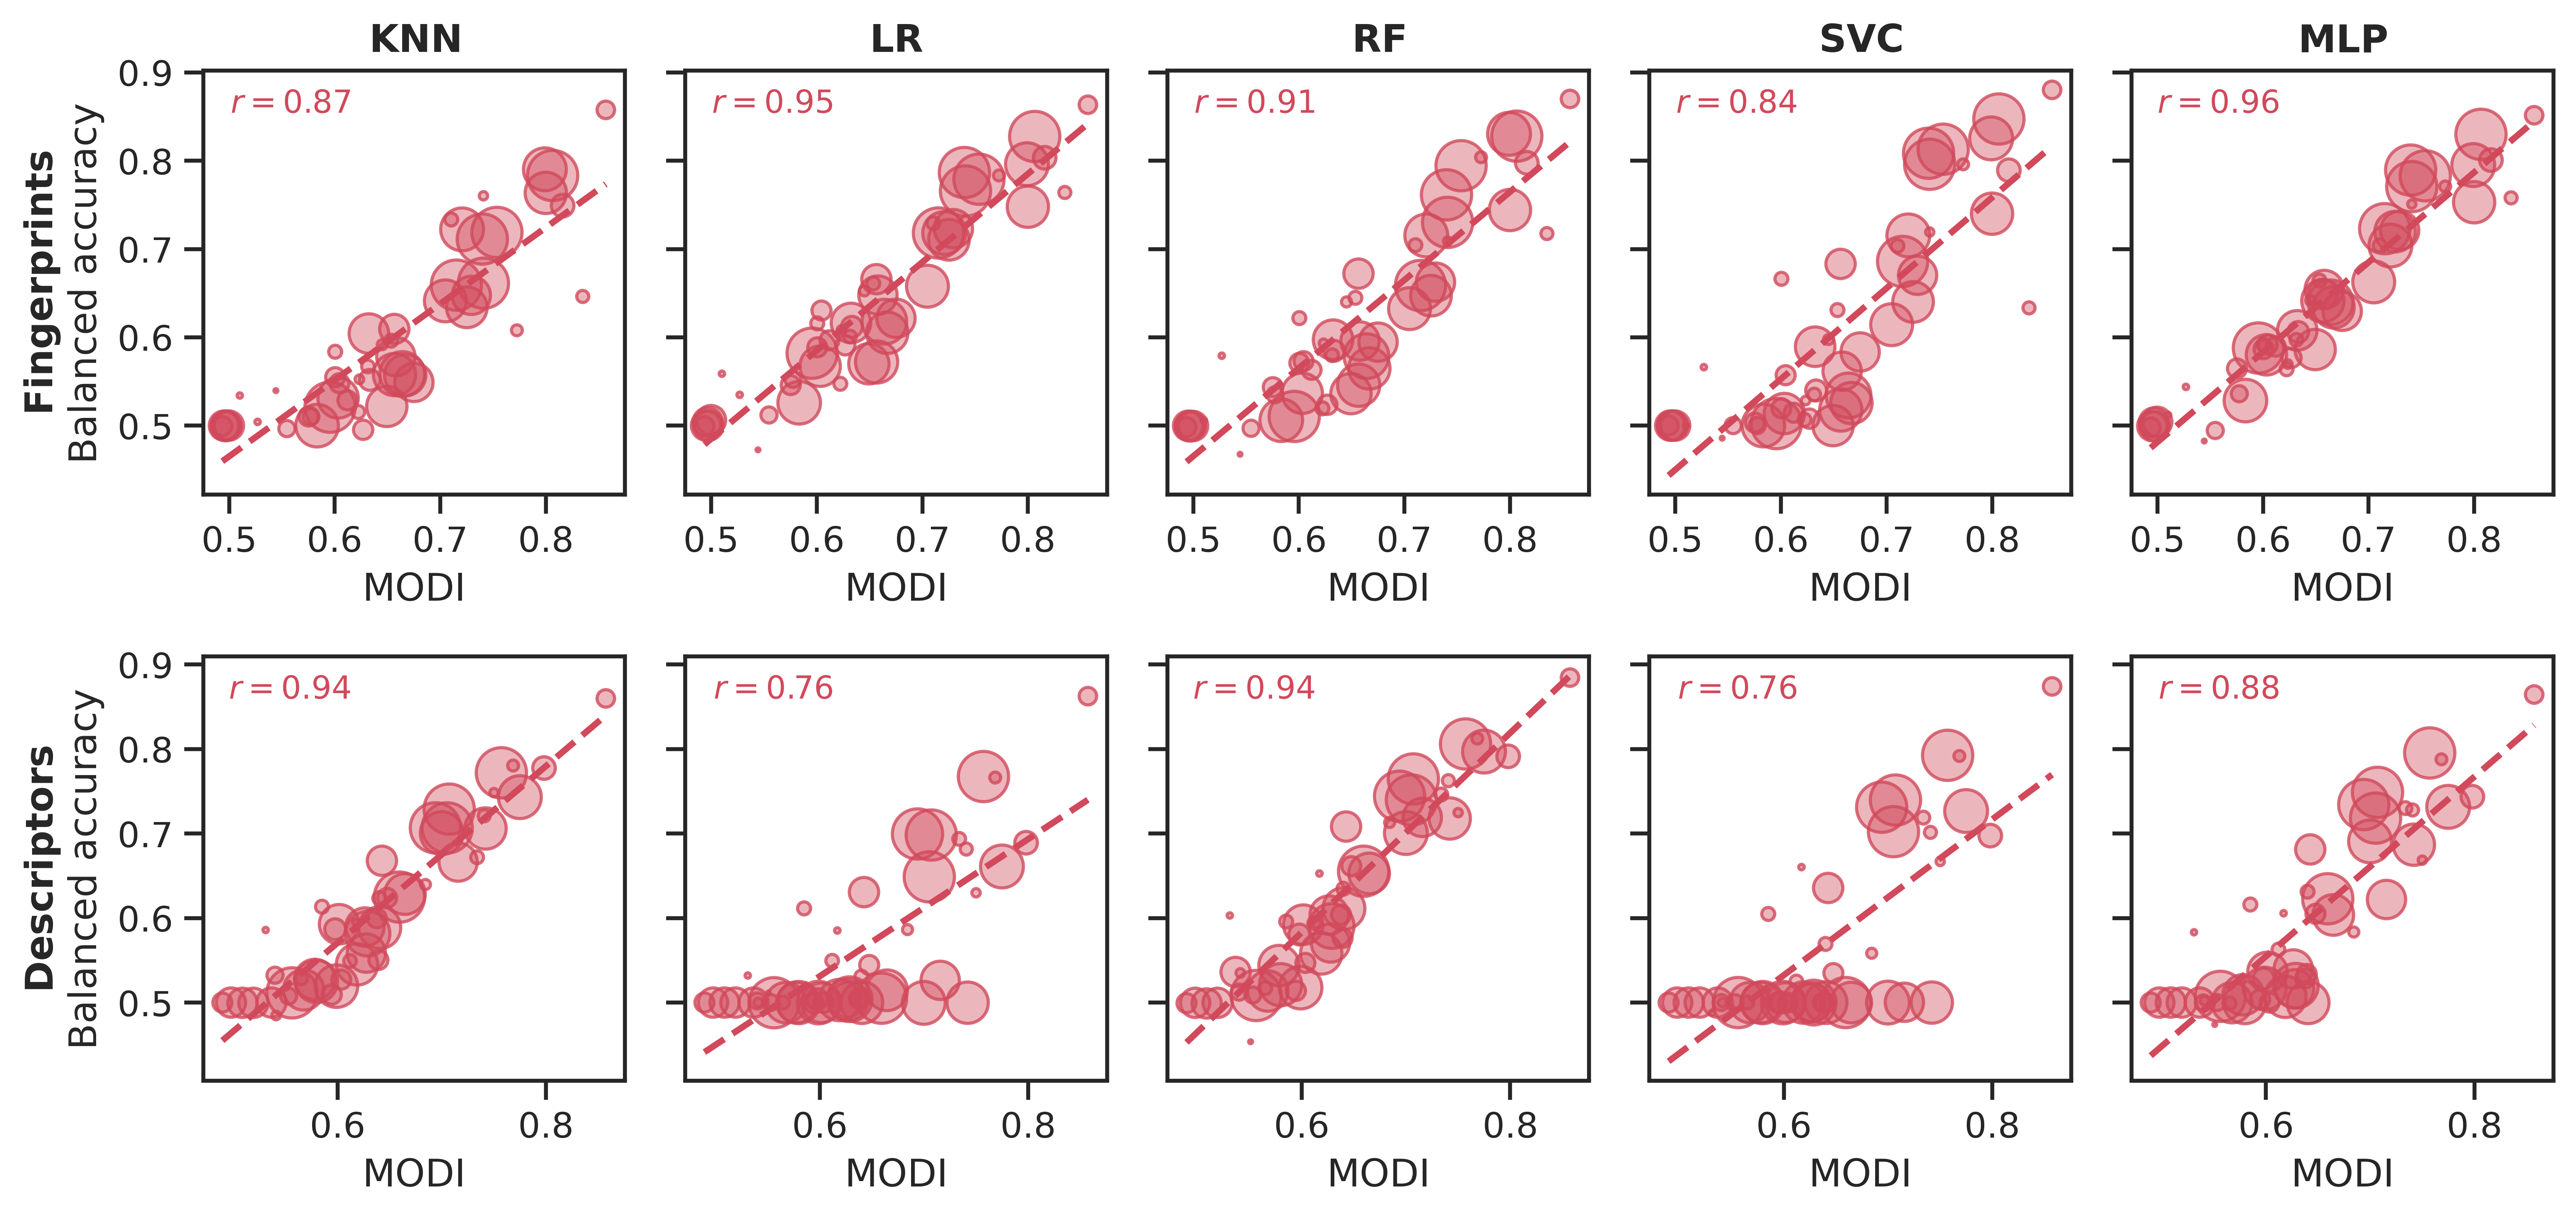 KNN LR RF SVC MLP
Fingerprints
Balanced accuracy
0.9
0.8
0.7
0.6
0.5
r = 0.87
r = 0.95
r = 0.91
r = 0.84
r = 0.96
0.5 0.6 0.7 0.8
0.5 0.6 0.7 0.8
0.5 0.6 0.7 0.8
0.5 0.6 0.7 0.8
0.5 0.6 0.7 0.8
MODI MODI MODI MODI MODI
Descriptors
Balanced accuracy
0.9
0.8
0.7
0.6
0.5
r = 0.94
r = 0.76
r = 0.94
r = 0.76
r = 0.88
0.6 0.8
0.6 0.8
0.6 0.8
0.6 0.8
0.6 0.8
MODI MODI MODI MODI MODI